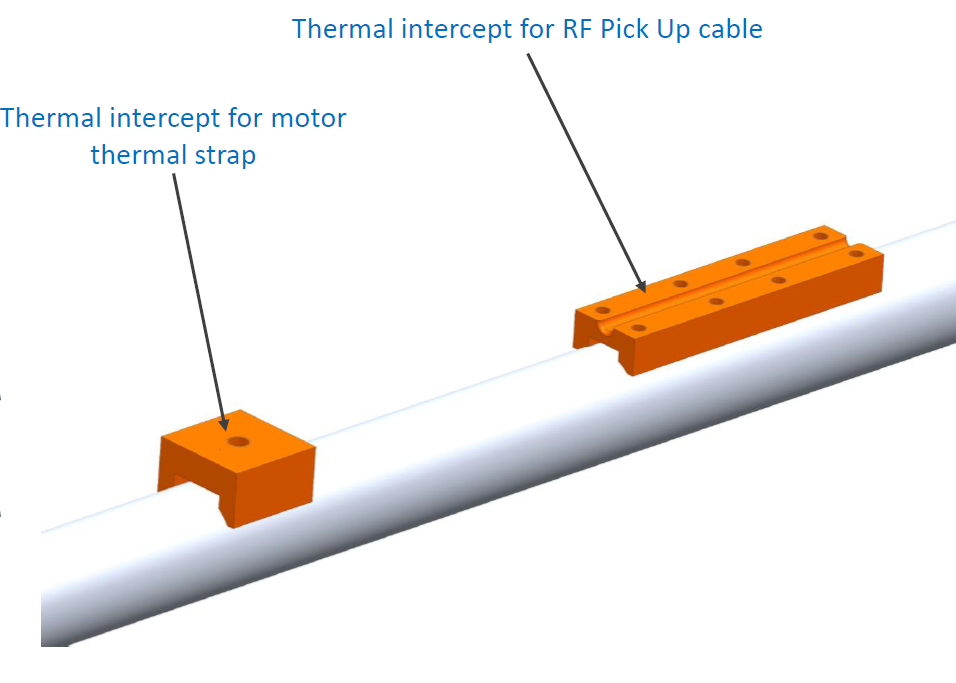 Thermal intercept for RF Pick Up cable
Thermal intercept for motor
thermal strap